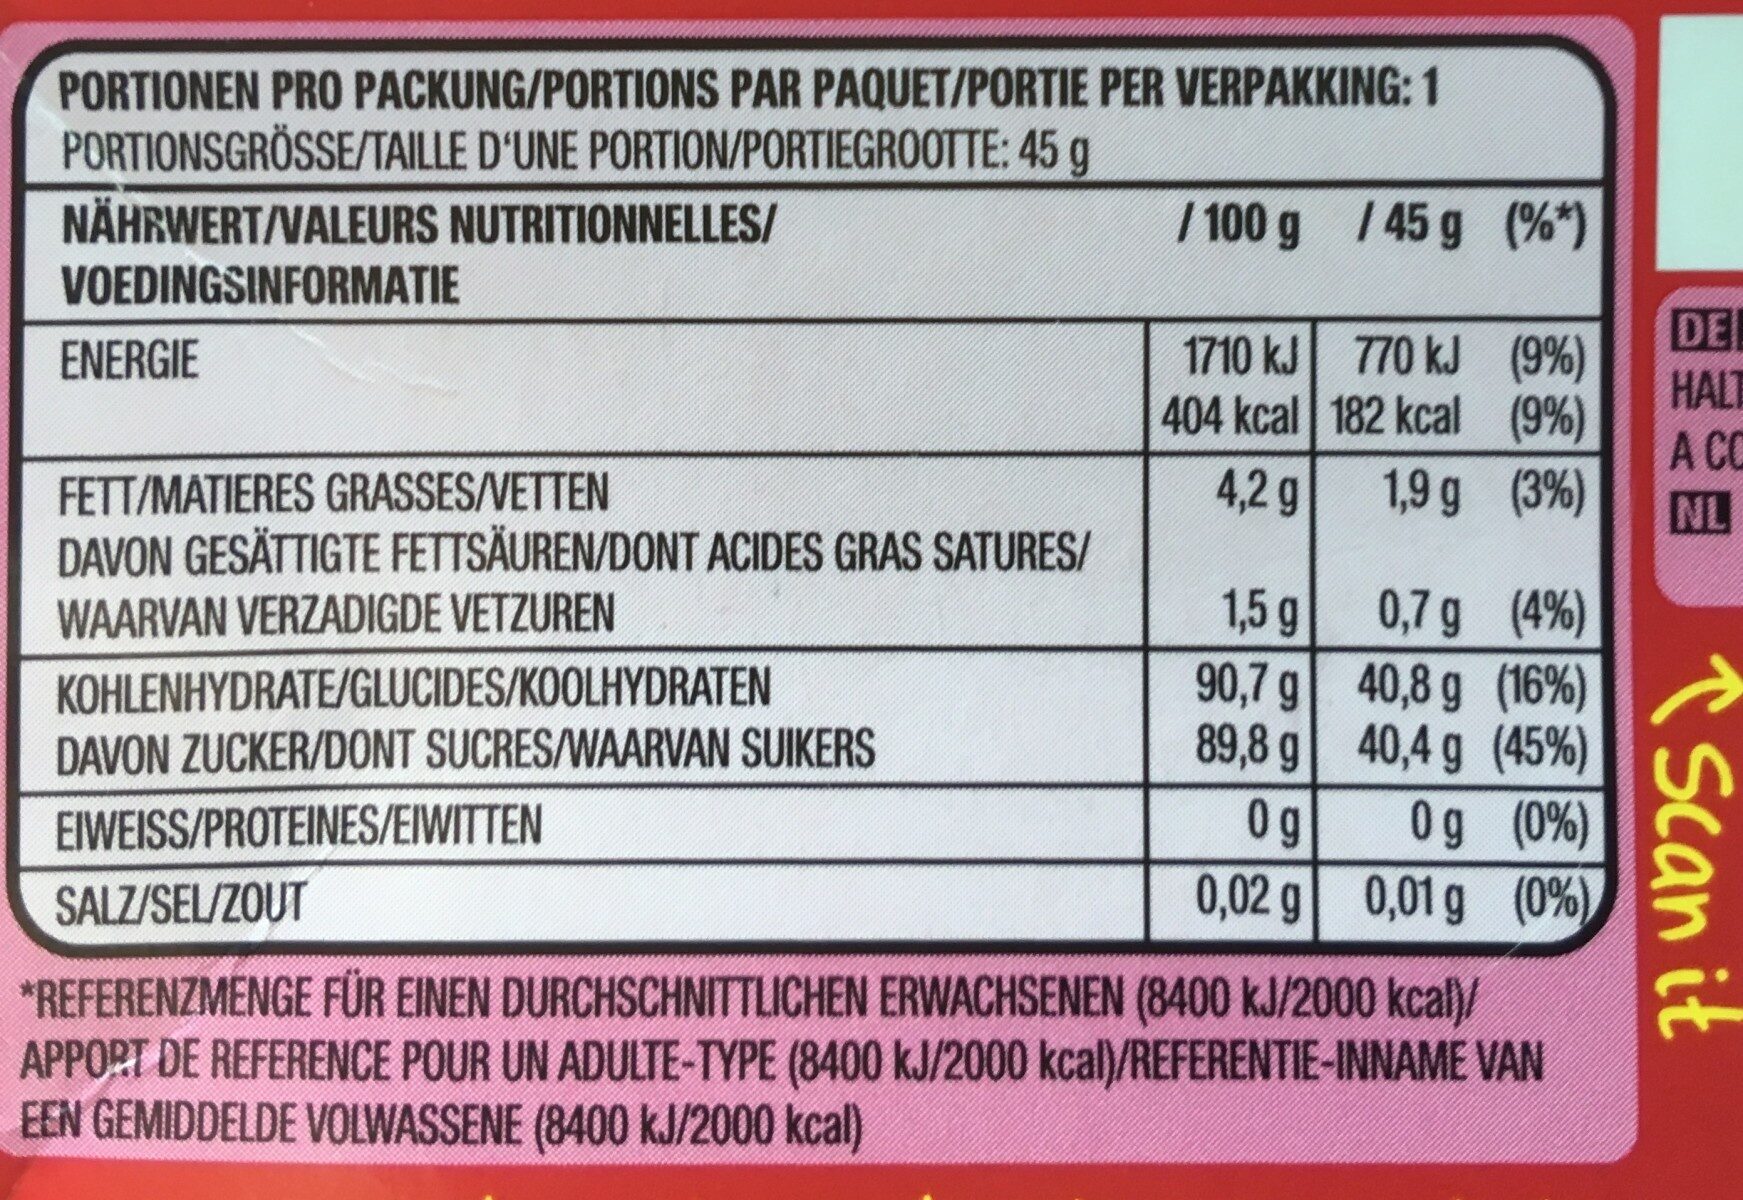 PORTIONEN PRO PACKUNG/PORTIONS PAR PAQUET/PORTIE PER VERPAKKING: 1
PORTIONSGRÖSSE/TAILLE D‘UNE PORTION/PORTIEGROOTTE: 45 g
NÄHRWERT/VALEURS NUTRITIONNELLES/ / 100 g / 45 g (%*)
VOEDINGSINFORMATIE
ENERGIE 1710 kJ 770 kJ (9%)
404 kcal 182 kcal (9%)
FETT/MATIERES GRASSES/VETTEN 4,2 g 1,9 g (3%)
DAVON GESÄTTIGTE FETTSÄUREN/DONT ACIDES GRAS SATURES/
WAARVAN VERZADIGDE VETZUREN 1,5 g 0,7 g (4%)
KOHLENHYDRATE/GLUCIDES/KOOLHYDRATEN 90,7 g 40,8 g (16%)
DAVON ZUCKER/DONT SUCRES/WAARVAN SUIKERS 89,8 g 40,4 g (45%)
EIWEISS/PROTEINES/EIWITTEN 0 g 0 g (0%)
SALZ/SEL/ZOUT 0,02 g 0,01 g (0%)
*REFERENZMENGE FÜR EINEN DURCHSCHNITTLICHEN ERWACHSENEN (8400 kJ/2000 kcal)/
APPORT DE REFERENCE POUR UN ADULTE-TYPE (8400 kJ/2000 kcal)/REFERENTIE-INNAME VAN
EEN GEMIDDELDE VOLWASSENE (8400 kJ/2000 kcal)
DE
HALT
A CO
NL
Scan it